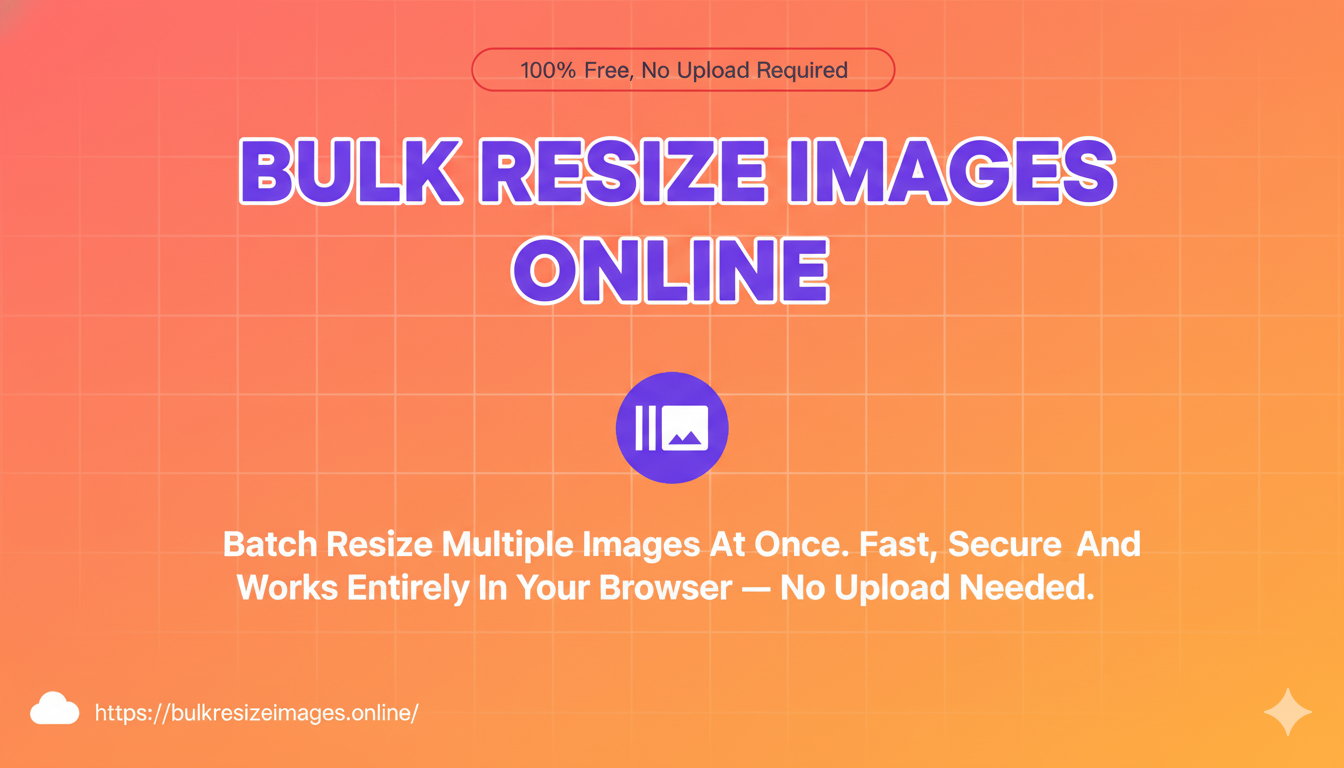 100% Free, No Upload Required
BULK RESIZE IMAGES
ONLINE
Batch Resize Multiple Images At Once. Fast, Secure And
Works Entirely In Your Browser — No Upload Needed.
https://bulkresizeimages.online/